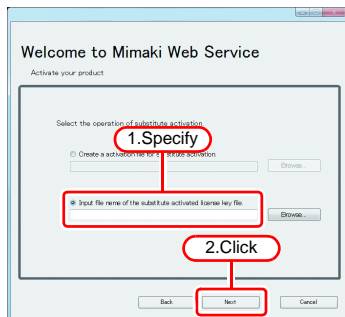 Welcome to Mimaki Web Service
Activate your product
Select the operation of substitute activation.
1.Specify
Create a activation file for substitute activation.
Browse...
Input file name of the substitute activated license key file.
Browse...
2.Click
Back
Next
Cancel